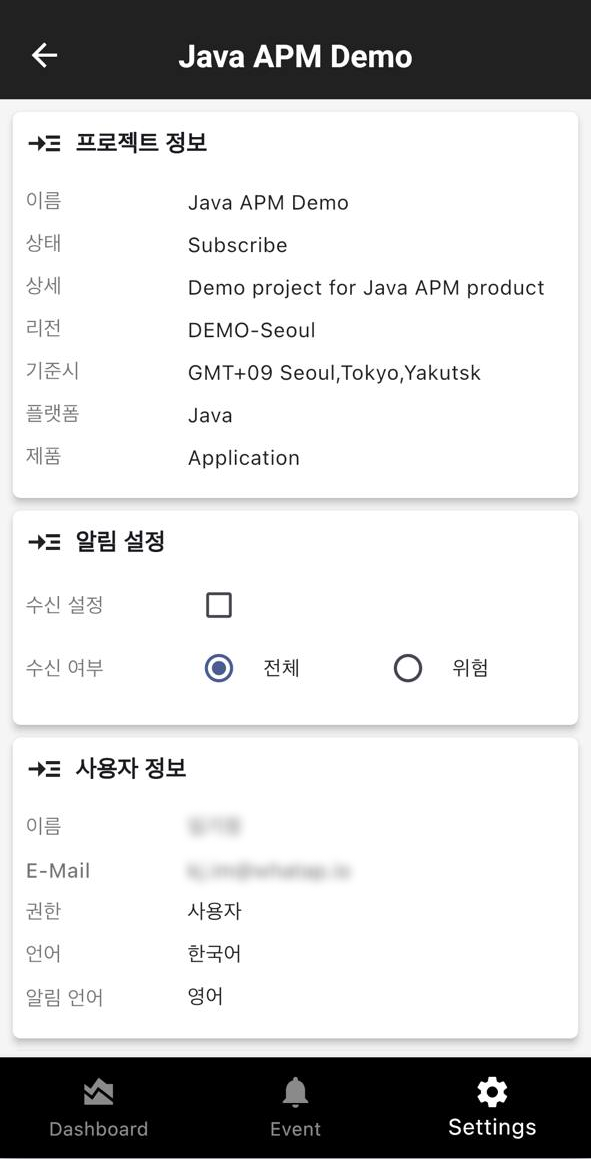 Java APM Demo
프로젝트 정보
이름 Java APM Demo
상태 Subscribe
상세 Demo project for Java APM product
리전 DEMO-Seoul
기준시 GMT+09 Seoul,Tokyo,Yakutsk
플랫폼 Java
제품 Application
알림 설정
수신 설정
수신 여부 전체 위험
사용자 정보
이름
E-Mail
권한 사용자
언어 한국어
알림 언어 영어
Dashboard Event Settings